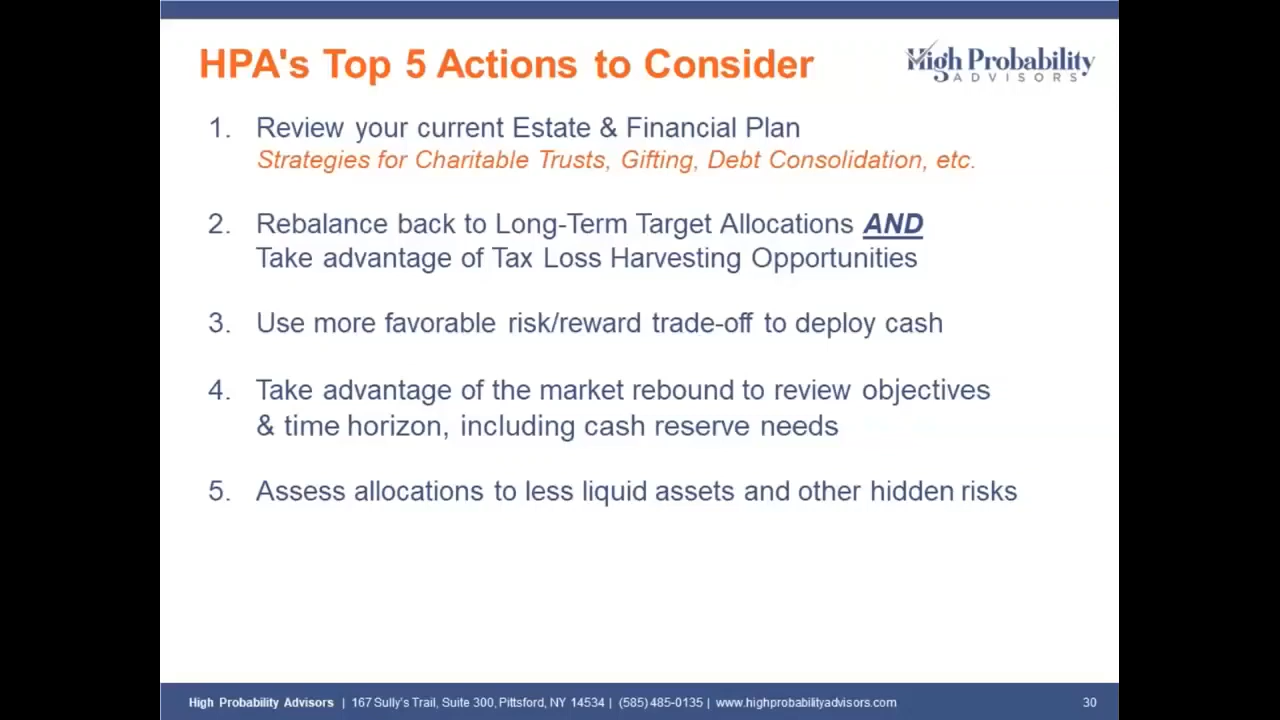 HPA's Top 5 Actions to Consider
High Probability
ADVISORS
1. Review your current Estate & Financial Plan
Strategies for Charitable Trusts, Gifting, Debt Consolidation, etc.
2. Rebalance back to Long-Term Target Allocations AND
Take advantage of Tax Loss Harvesting Opportunities
3. Use more favorable risk/reward trade-off to deploy cash
4. Take advantage of the market rebound to review objectives
& time horizon, including cash reserve needs
5. Assess allocations to less liquid assets and other hidden risks
High Probability Advisors | 167 Sully's Trail, Suite 300, Pittsford, NY 14534 | (585) 485-0135 | www.highprobabilityadvisors.com 30